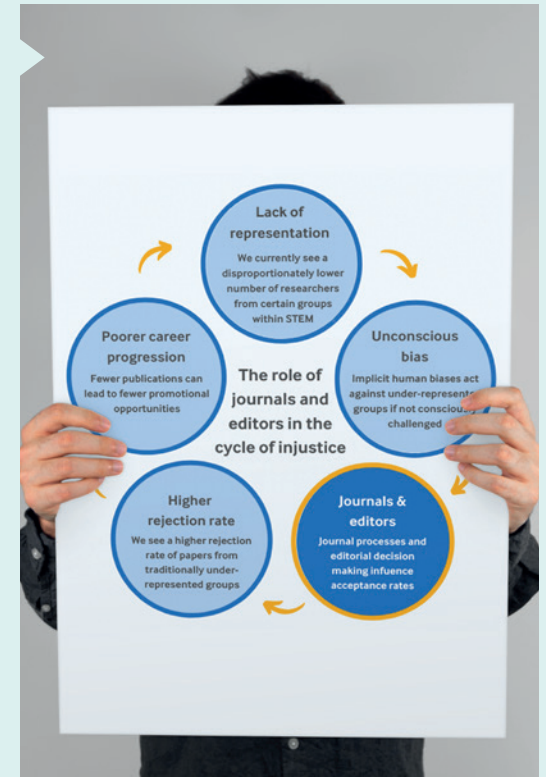 Lack of
representation
We currently see a
disproportionately lower
number of researchers
from certain groups
within STEM
Unconscious
bias
Implicit human biases act
against under-represent
groups if not consciou
challenged
Journals &
editors
Journal processes and
editorial decision
making infuence
acceptance rates
Higher
rejection rate
We see a higher rejection
rate of papers from
traditionally under-
represented groups
Poorer career
progression
Fewer publications can
lead to fewer promotional
opportunities
The role of
journals and
editors in the
cycle of injustice